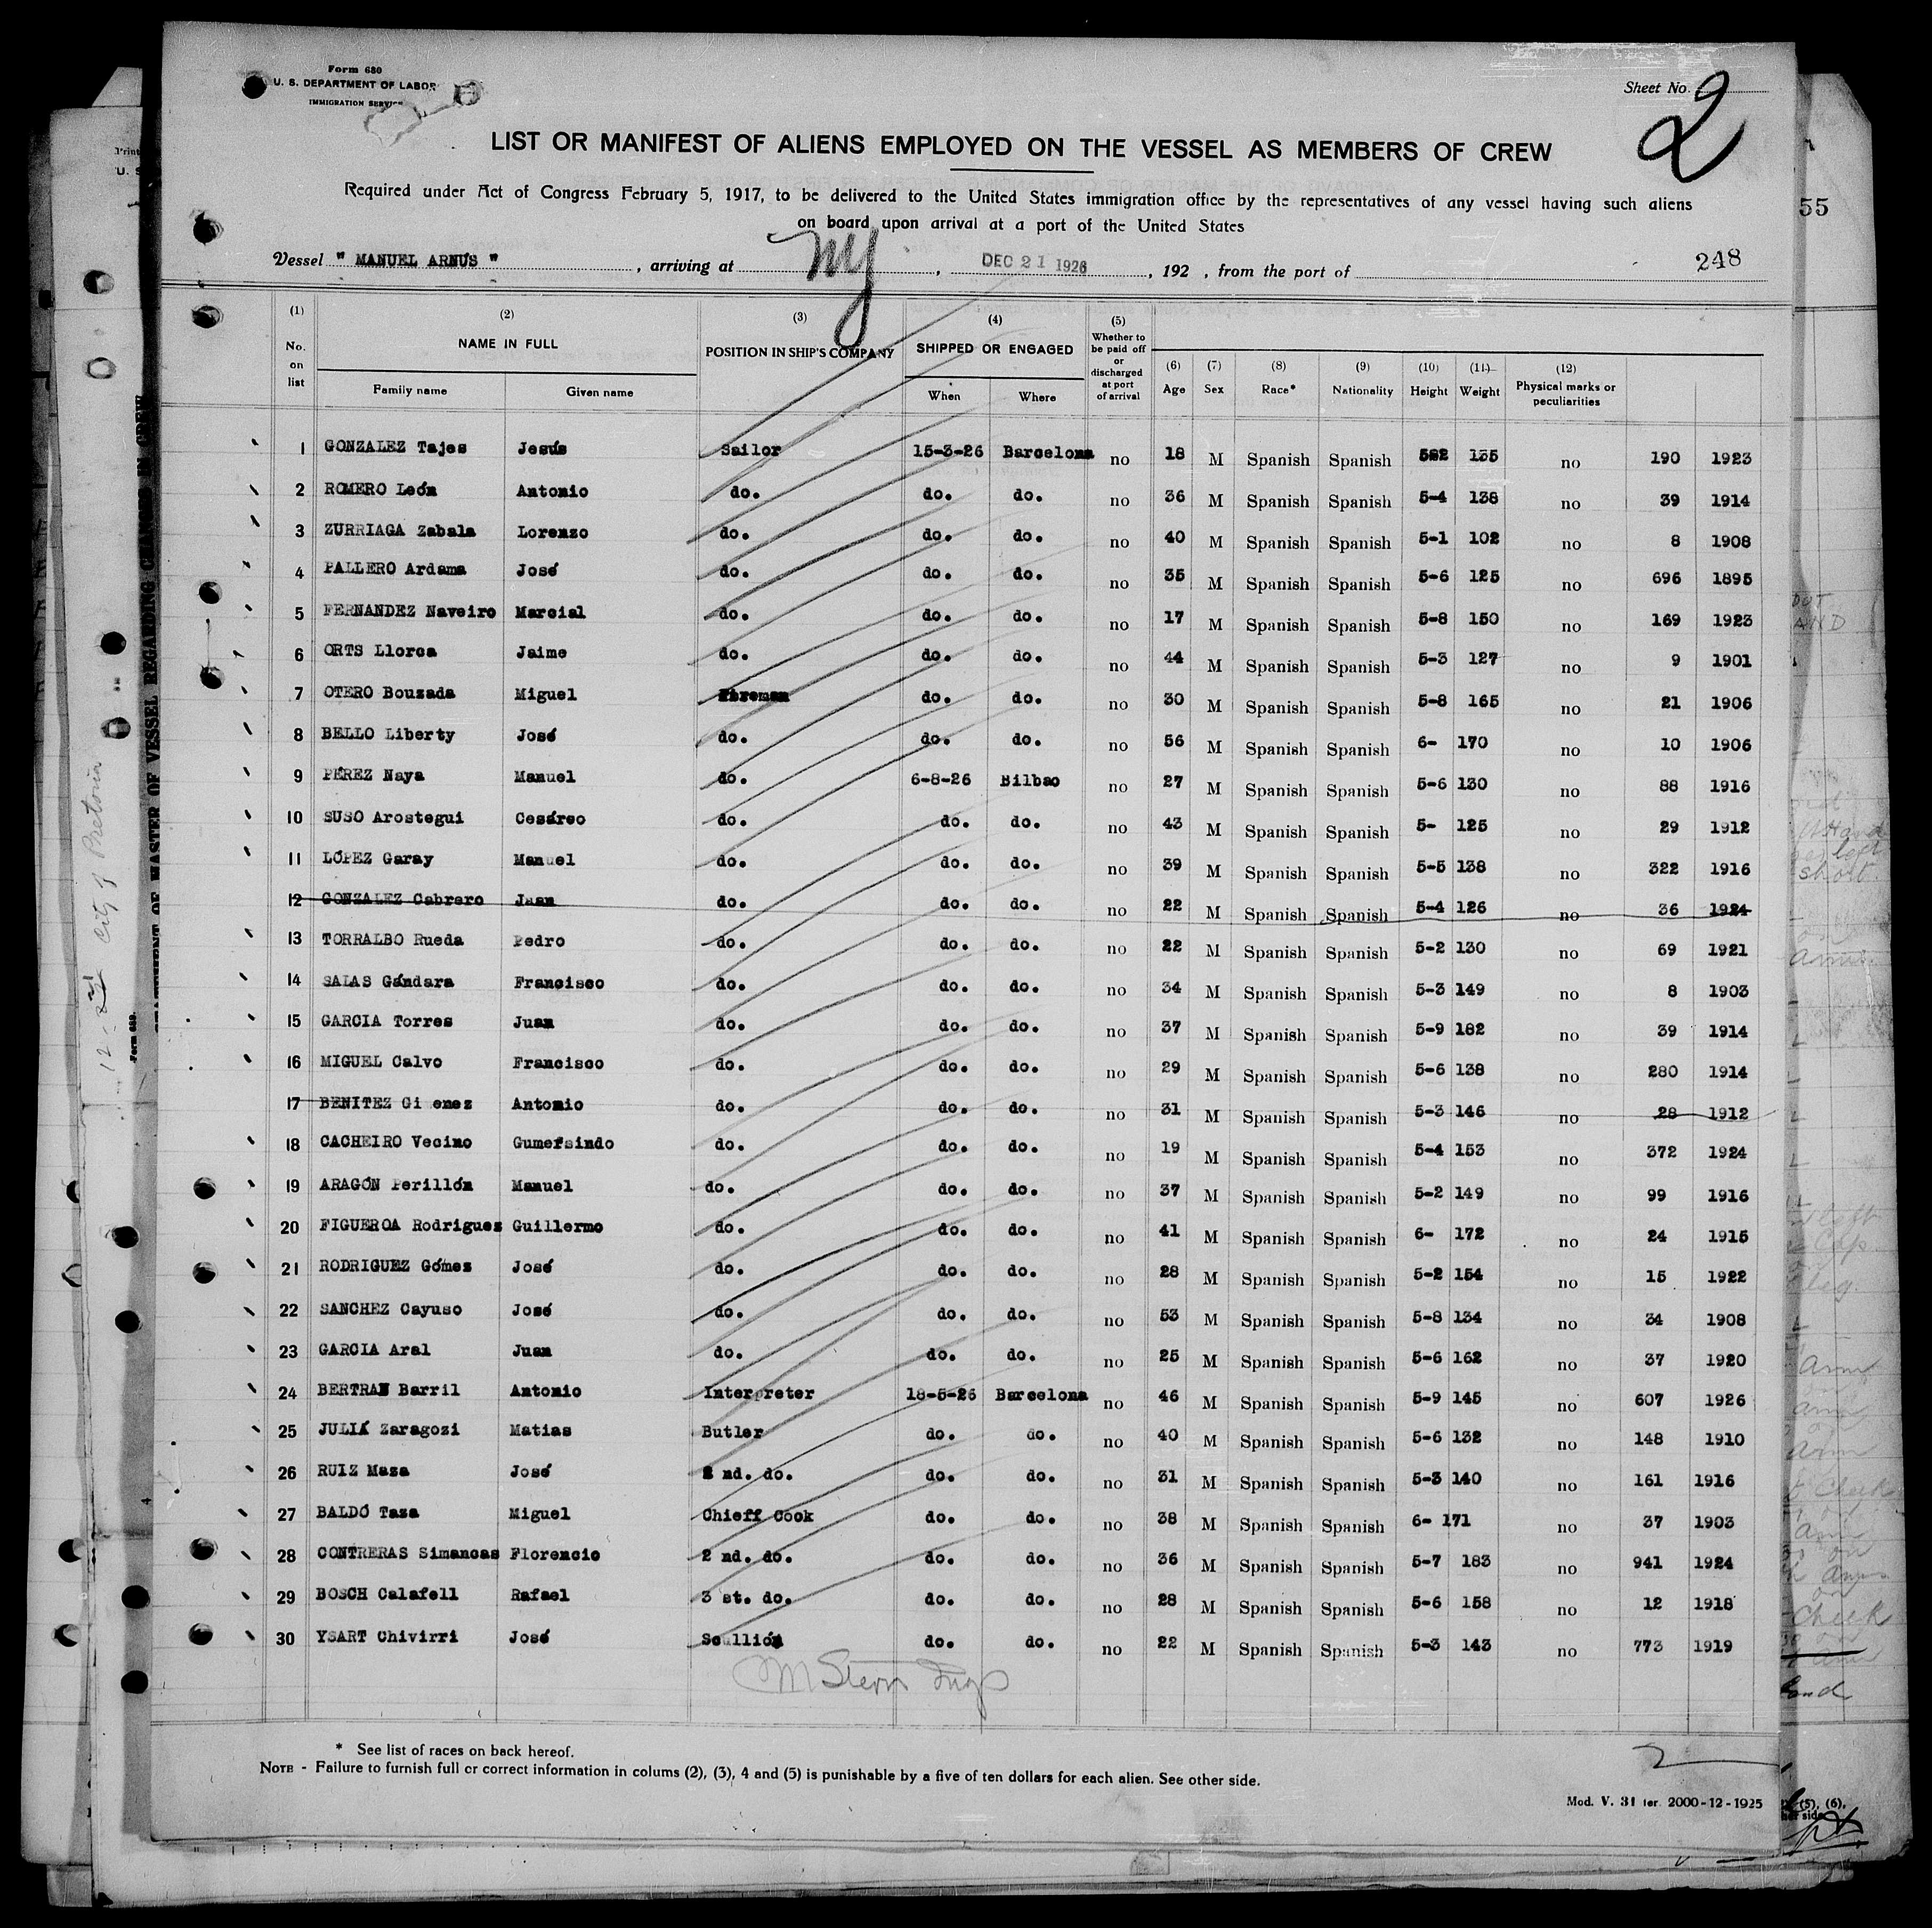 Form 680
U. S. DEPARTMENT OF LABOR
IMMIGRATION SERVICE
Sheet No. 2
LIST OR MANIFEST OF ALIENS EMPLOYED ON THE VESSEL AS MEMBERS OF CREW
Required under Act of Congress February 5, 1917, to be delivered to the United States immigration office by the representatives of any vessel having such aliens
on board upon arrival at a port of the United States
Vessel " MANUEL ARNUS " , arriving at NY , DEC 21 1926 , 192 , from the port of 248
(1) (2) (3) (4) (5)
No. on list NAME IN FULL POSITION IN SHIP'S COMPANY SHIPPED OR ENGAGED Whether to be paid off or discharged at port of arrival (6) Age (7) Sex (8) Race* (9) Nationality (10) Height (11) Weight (12) Physical marks or peculiarities
Family name Given name When Where
1 GONZALEZ Tajes Jesús Sailor 15-3-26 Barcelona no 18 M Spanish Spanish 582 135 no 190 1923
2 ROMERO León Antonio do. do. do. no 36 M Spanish Spanish 5-4 138 no 39 1914
3 ZURRIAGA Zabala Lorenzo do. do. do. no 40 M Spanish Spanish 5-1 102 no 8 1908
4 PALLERO Ardama José do. do. do. no 35 M Spanish Spanish 5-6 125 no 696 1895
5 FERNANDEZ Naveiro Marcial do. do. do. no 17 M Spanish Spanish 5-8 150 no 169 1923
6 ORTS Llorca Jaime do. do. do. no 44 M Spanish Spanish 5-3 127 no 9 1901
7 OTERO Bouzada Miguel Fireman do. do. no 30 M Spanish Spanish 5-8 165 no 21 1906
8 BELLO Liberty José do. do. do. no 56 M Spanish Spanish 6- 170 no 10 1906
9 PÉREZ Naya Manuel do. 6-8-26 Bilbao no 27 M Spanish Spanish 5-6 130 no 88 1916
10 SUSO Arostegui Cesáreo do. do. do. no 43 M Spanish Spanish 5- 125 no 29 1912
11 LÓPEZ Garay Manuel do. do. do. no 39 M Spanish Spanish 5-5 138 no 322 1916
12 GONZALEZ Cabrero Juan do. do. do. no 22 M Spanish Spanish 5-4 126 no 36 1924
13 TORRALBO Rueda Pedro do. do. do. no 22 M Spanish Spanish 5-2 130 no 69 1921
14 SALAS Gándara Francisco do. do. do. no 34 M Spanish Spanish 5-3 149 no 8 1903
15 GARCIA Torres Juan do. do. do. no 37 M Spanish Spanish 5-9 182 no 39 1914
16 MIGUEL Calvo Francisco do. do. do. no 29 M Spanish Spanish 5-6 138 no 280 1914
17 BENITEZ Gi enez Antonio do. do. do. no 31 M Spanish Spanish 5-3 146 no 28 1912
18 CACHEIRO Vecino Gumersindo do. do. do. no 19 M Spanish Spanish 5-4 153 no 372 1924
19 ARAGÓN Perillón Manuel do. do. do. no 37 M Spanish Spanish 5-2 149 no 99 1916
20 FIGUEROA Rodriguez Guillermo do. do. do. no 41 M Spanish Spanish 6- 172 no 24 1915
21 RODRIGUEZ Gómez José do. do. do. no 28 M Spanish Spanish 5-2 154 no 15 1922
22 SANCHEZ Cayuso José do. do. do. no 53 M Spanish Spanish 5-8 134 no 34 1908
23 GARCIA Aral Juan do. do. do. no 25 M Spanish Spanish 5-6 162 no 37 1920
24 BERTRAN Barril Antonio Interpreter 18-5-26 Barcelona no 46 M Spanish Spanish 5-9 145 no 607 1926
25 JULIÁ Zaragozi Matias Butler do. do. no 40 M Spanish Spanish 5-6 132 no 148 1910
26 RUIZ Maza José 2 nd. do. do. do. no 31 M Spanish Spanish 5-3 140 no 161 1916
27 BALDÓ Taza Miguel Chieff Cook do. do. no 38 M Spanish Spanish 6- 171 no 37 1903
28 CONTRERAS Simancas Florencio 2 nd. do. do. do. no 36 M Spanish Spanish 5-7 183 no 941 1924
29 BOSCH Calafell Rafael 3 st. do. do. do. no 28 M Spanish Spanish 5-6 158 no 12 1918
30 YSART Chivirri José Scullión do. do. no 22 M Spanish Spanish 5-3 143 no 773 1919
M Stern Insp
* See list of races on back hereof.
NOTE - Failure to furnish full or correct information in colums (2), (3), 4 and (5) is punishable by a five of ten dollars for each alien. See other side.
2
Mod. V. 31 ter. 2000-12-1925
STATEMENT OF MASTER OF VESSEL REGARDING CHANGES IN CREW
Form 689.
City of Pretoria
55